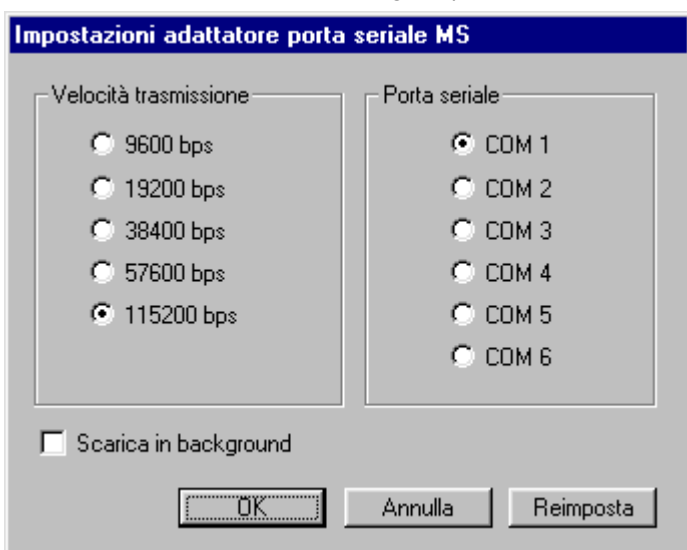 Impostazioni adattatore porta seriale MS
Velocità trasmissione
9600 bps
19200 bps
38400 bps
57600 bps
115200 bps
Porta seriale
COM 1
COM 2
COM 3
COM 4
COM 5
COM 6
Scarica in background
OK
Annulla
Reimposta